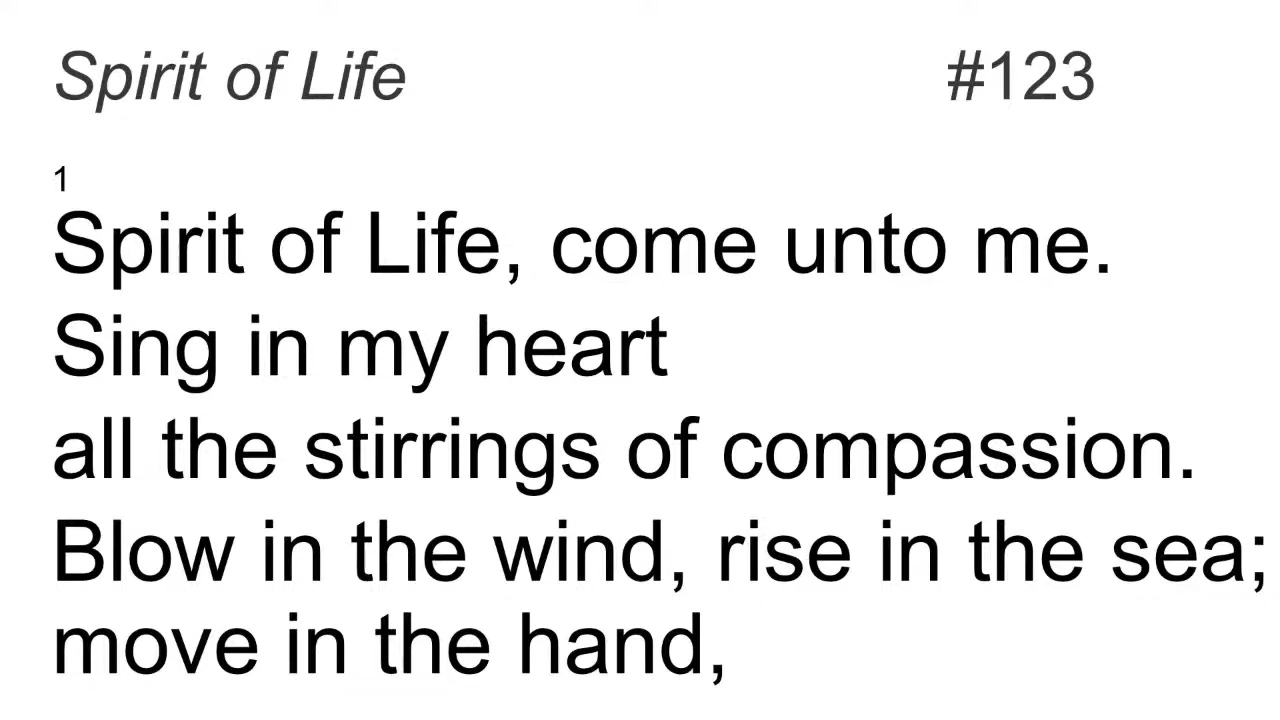 Spirit of Life #123
1
Spirit of Life, come unto me.
Sing in my heart
all the stirrings of compassion.
Blow in the wind, rise in the sea;
move in the hand,